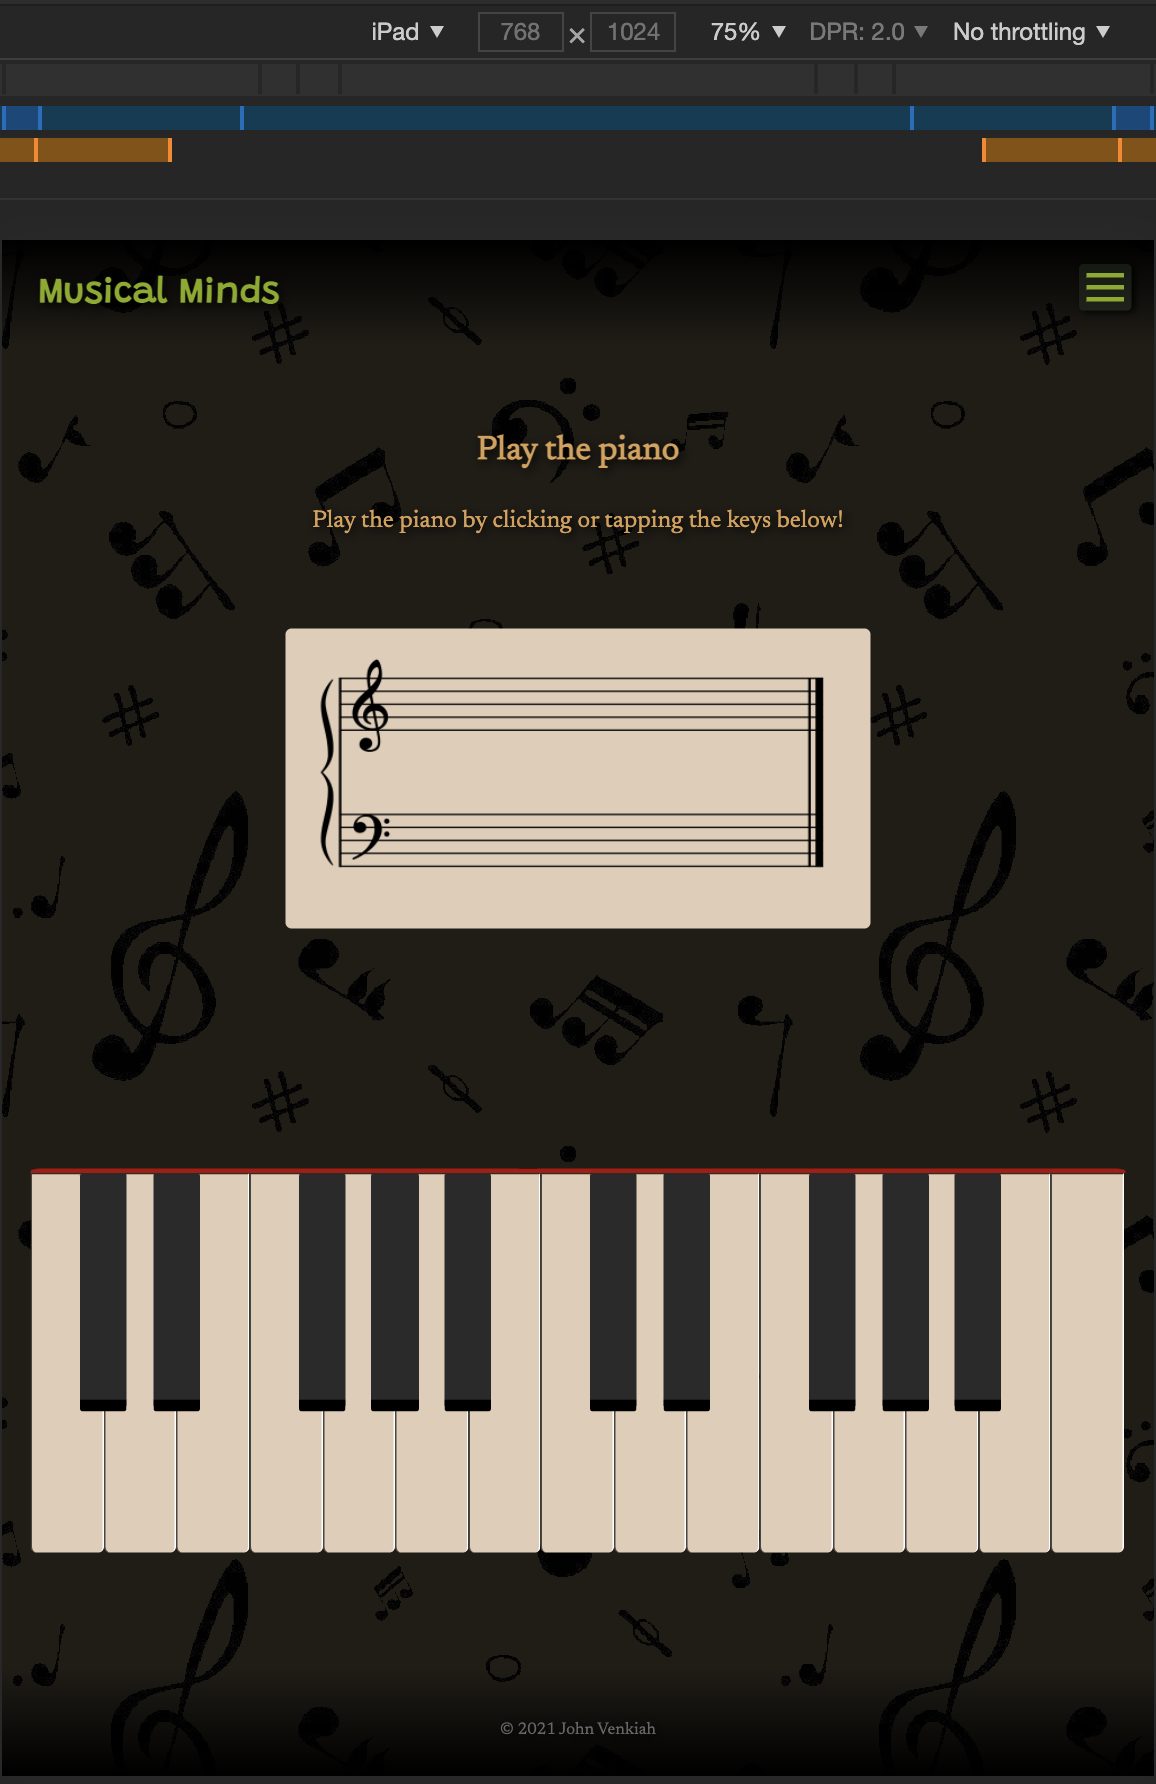 iPad ▼ 768 × 1024 75% ▼ DPR: 2.0 ▼ No throttling ▼
Musical Minds
Play the piano
Play the piano by clicking or tapping the keys below!
© 2021 John Venkiah